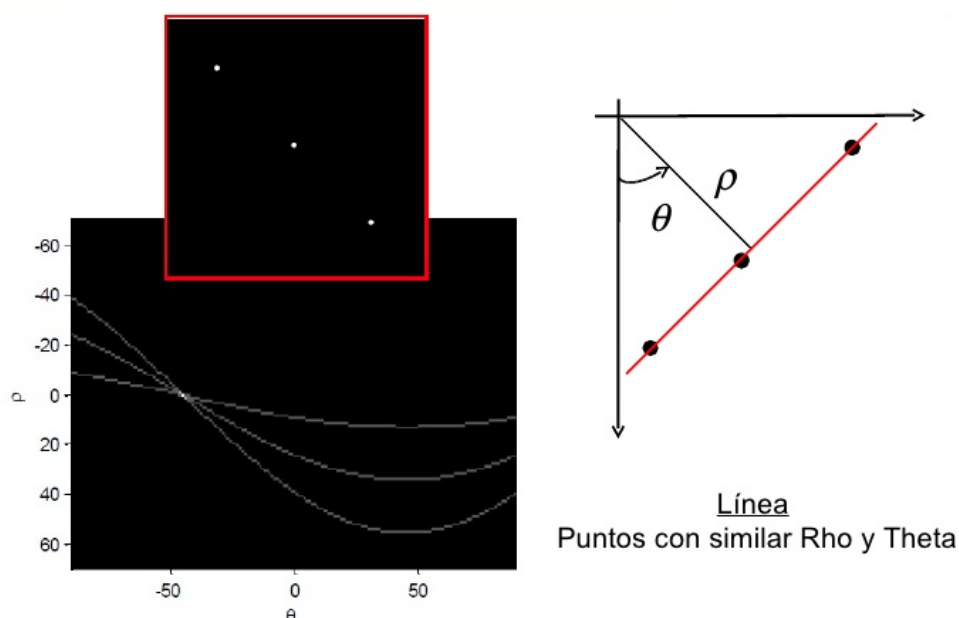 -60
-40
-20
0
20
40
60
ρ
-50
0
50
θ
ρ
θ
Línea
Puntos con similar Rho y Theta